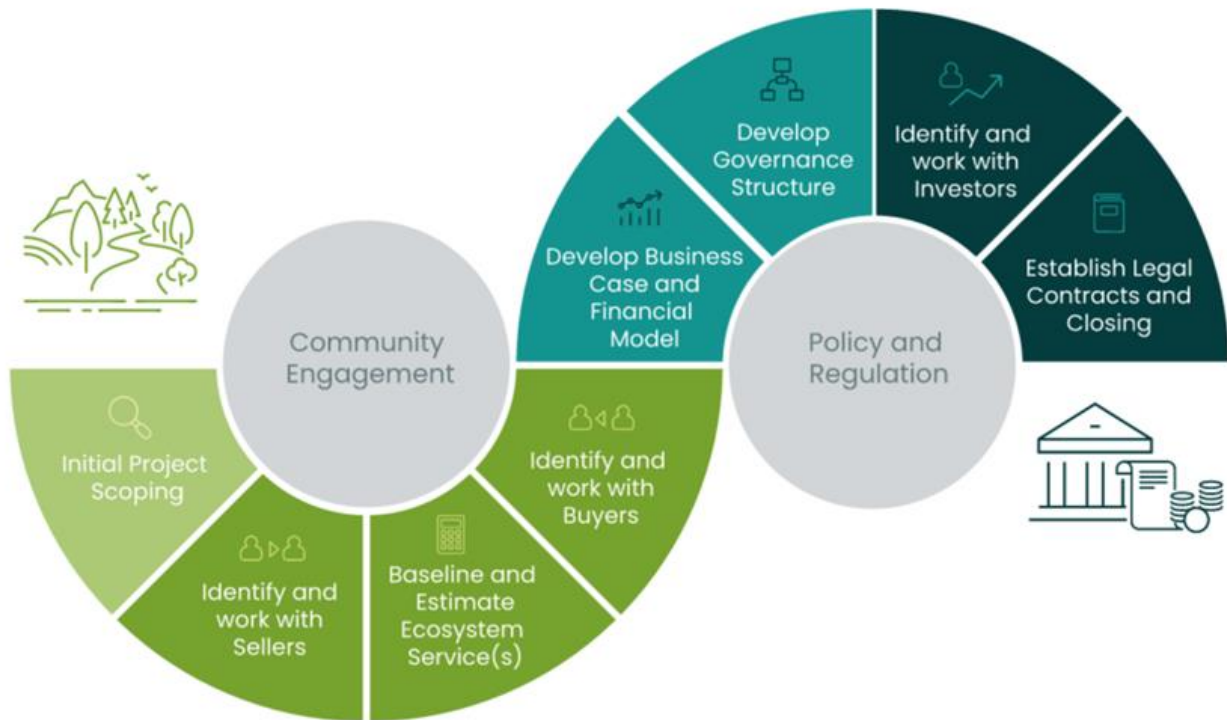 Initial Project
Scoping
Identify and
work with
Sellers
Baseline and
Estimate
Ecosystem
Service(s)
Identify and
work with
Buyers
Community
Engagement
Develop Business
Case and
Financial
Model
Develop
Governance
Structure
Identify and
work with
Investors
Establish Legal
Contracts and
Closing
Policy and
Regulation